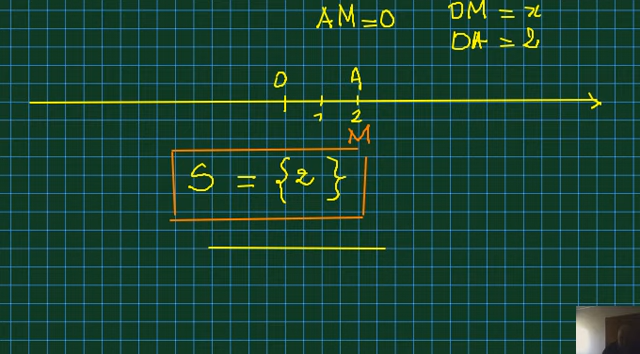 AM = 0
OM = x
OA = 2
O A
1 2
M
S = {2}